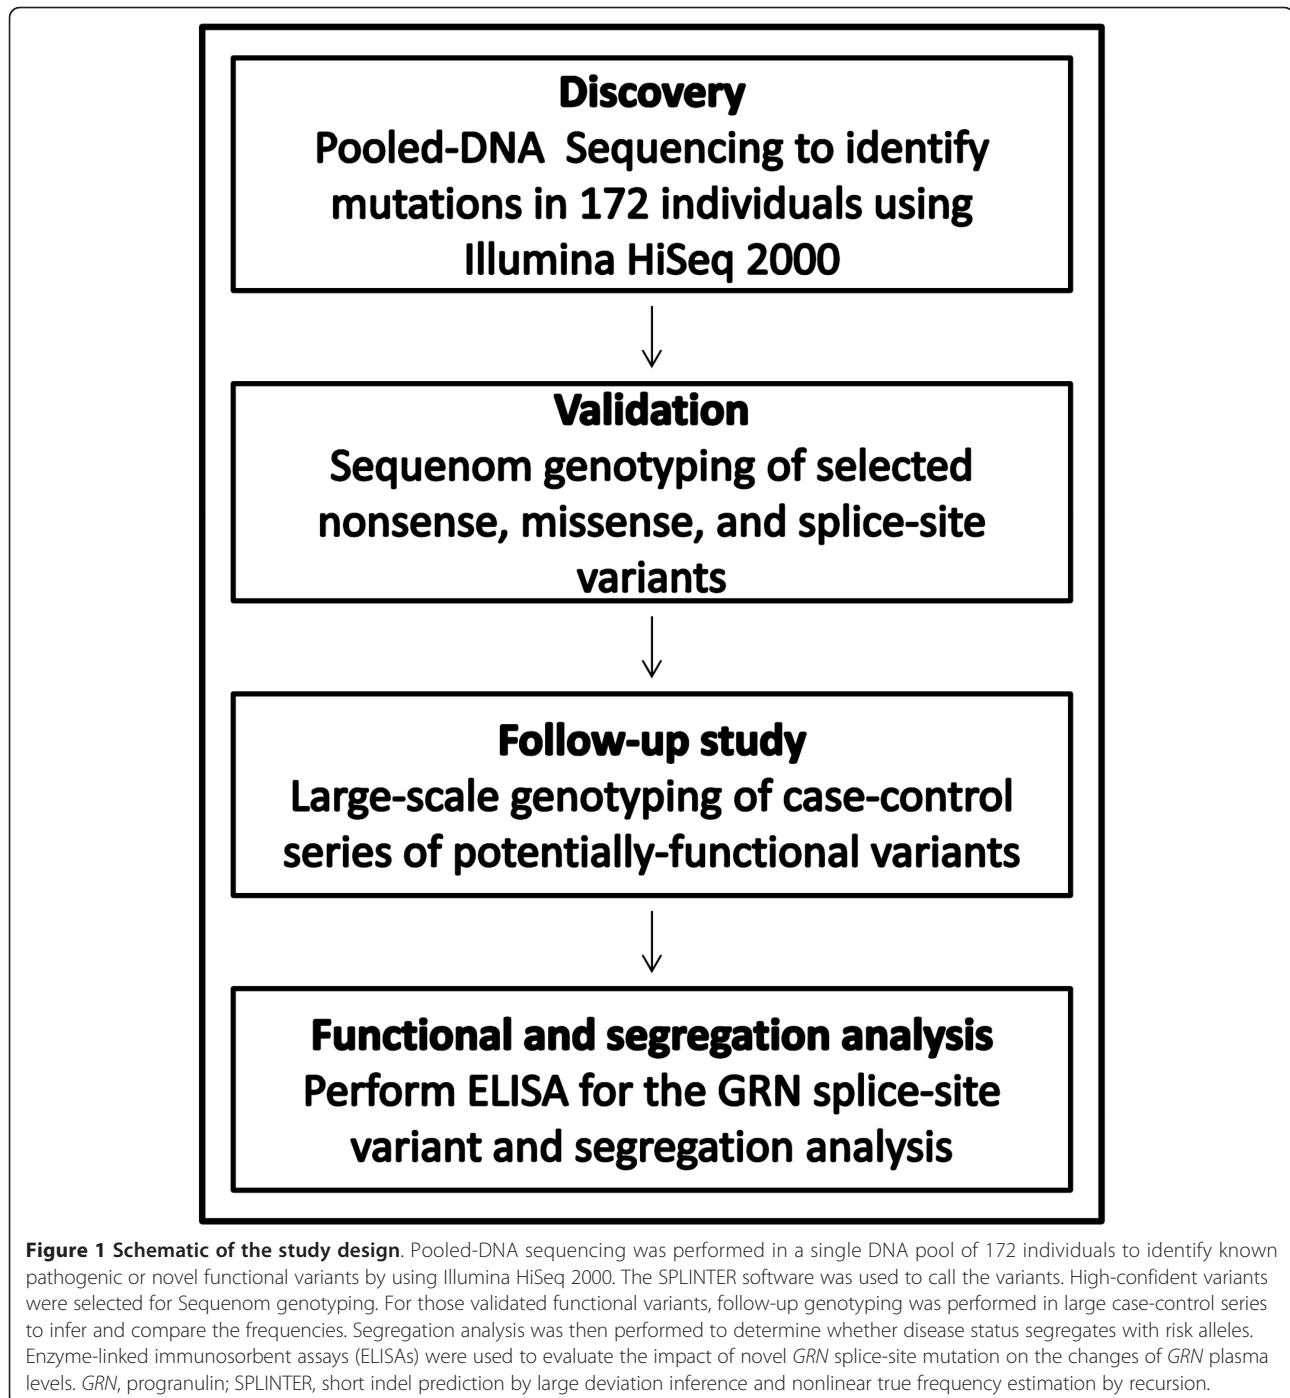 Discovery
Pooled-DNA Sequencing to identify
mutations in 172 individuals using
Illumina HiSeq 2000
Validation
Sequenom genotyping of selected
nonsense, missense, and splice-site
variants
Follow-up study
Large-scale genotyping of case-control
series of potentially-functional variants
Functional and segregation analysis
Perform ELISA for the GRN splice-site
variant and segregation analysis
Figure 1 Schematic of the study design. Pooled-DNA sequencing was performed in a single DNA pool of 172 individuals to identify known
pathogenic or novel functional variants by using Illumina HiSeq 2000. The SPLINTER software was used to call the variants. High-confident variants
were selected for Sequenom genotyping. For those validated functional variants, follow-up genotyping was performed in large case-control series
to infer and compare the frequencies. Segregation analysis was then performed to determine whether disease status segregates with risk alleles.
Enzyme-linked immunosorbent assays (ELISAs) were used to evaluate the impact of novel GRN splice-site mutation on the changes of GRN plasma
levels. GRN, progranulin; SPLINTER, short indel prediction by large deviation inference and nonlinear true frequency estimation by recursion.